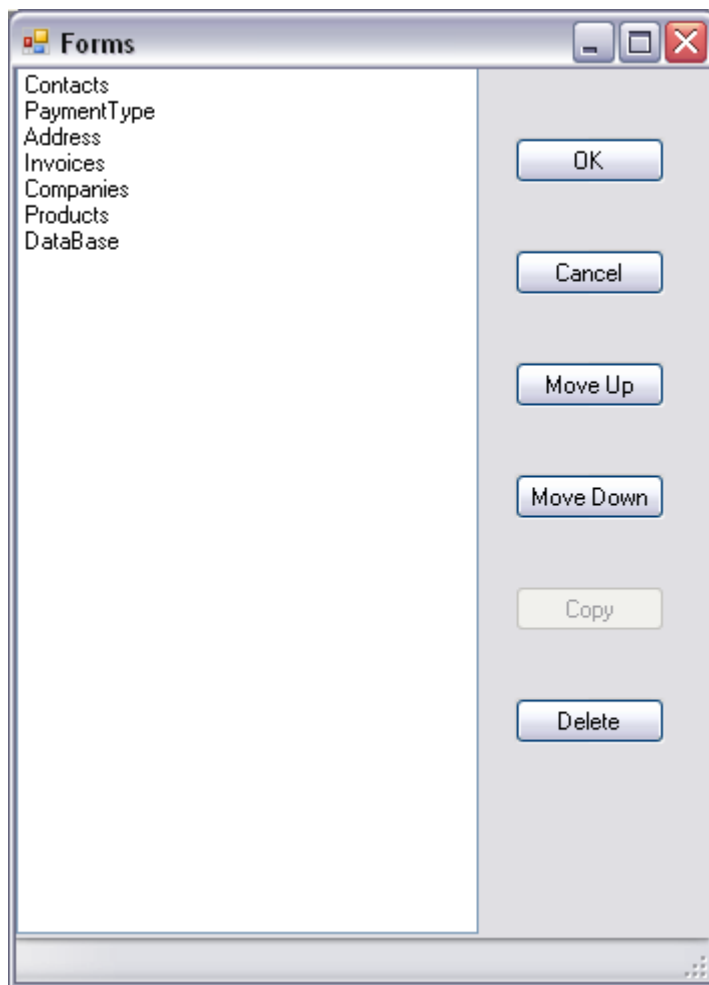 Forms
Contacts
PaymentType
Address
Invoices
Companies
Products
DataBase
OK
Cancel
Move Up
Move Down
Copy
Delete